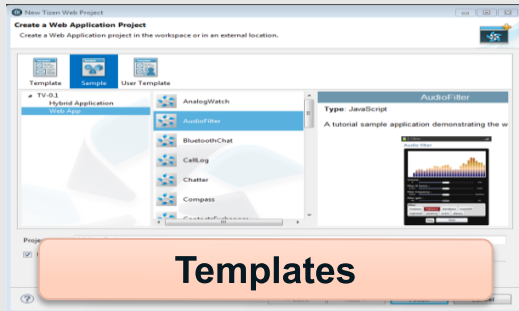 New Tizen Web Project
Create a Web Application Project
Create a Web Application project in the workspace or in an external location.
Template Sample User Template
TV-0.1
Hybrid Application
Web App
AnalogWatch
AudioFilter
BluetoothChat
CallLog
Chatter
Compass
AudioFilter
Type: JavaScript
A tutorial sample application demonstrating the w
Audio filter
Templates